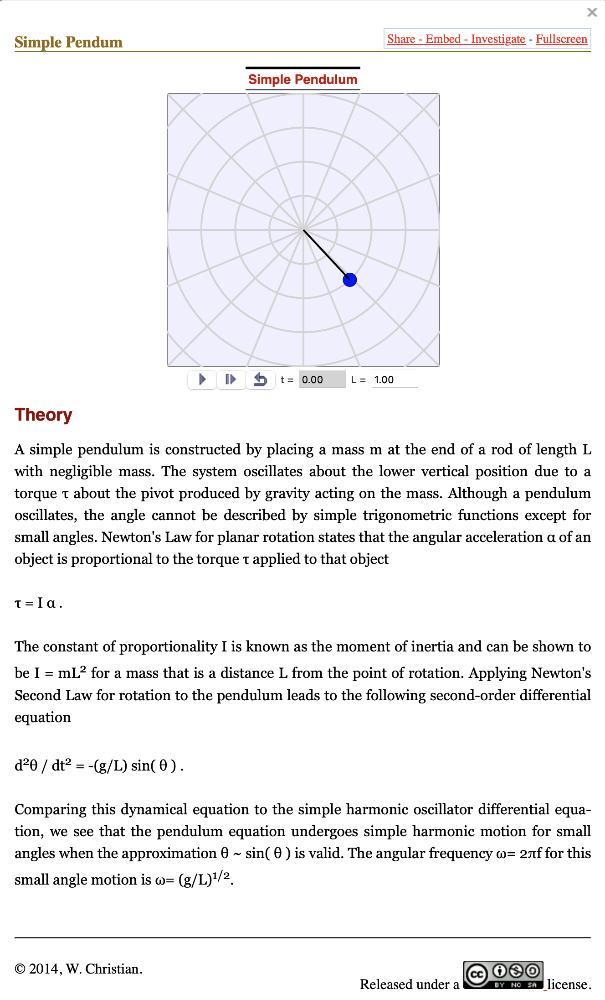 Simple Pendum
Share - Embed - Investigate - Fullscreen
Simple Pendulum
t = 0.00 L = 1.00
Theory
A simple pendulum is constructed by placing a mass m at the end of a rod of length L
with negligible mass. The system oscillates about the lower vertical position due to a
torque τ about the pivot produced by gravity acting on the mass. Although a pendulum
oscillates, the angle cannot be described by simple trigonometric functions except for
small angles. Newton's Law for planar rotation states that the angular acceleration α of an
object is proportional to the torque τ applied to that object
τ = I α .
The constant of proportionality I is known as the moment of inertia and can be shown to
be I = mL² for a mass that is a distance L from the point of rotation. Applying Newton's
Second Law for rotation to the pendulum leads to the following second-order differential
equation
d²θ / dt² = -(g/L) sin( θ ) .
Comparing this dynamical equation to the simple harmonic oscillator differential equa-
tion, we see that the pendulum equation undergoes simple harmonic motion for small
angles when the approximation θ ~ sin( θ ) is valid. The angular frequency ω= 2πf for this
small angle motion is ω= (g/L)¹/².
© 2014, W. Christian.
Released under a cc BY NC SA license.